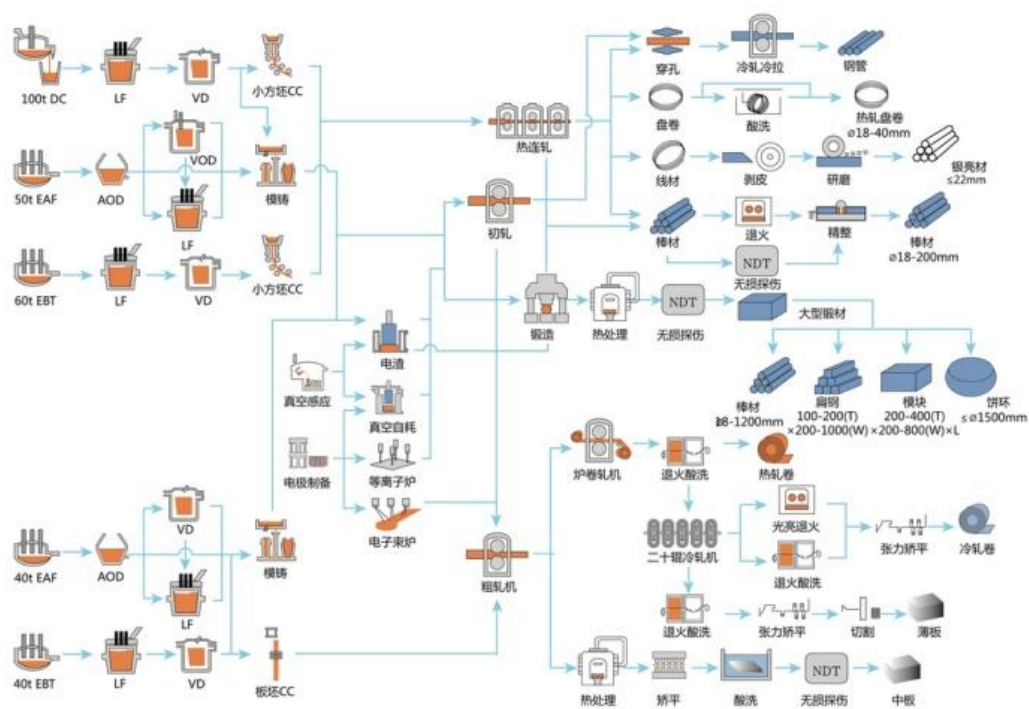 100t DC
LF
VD
小方坯CC
50t EAF
AOD
VOD
LF
模铸
60t EBT
LF
VD
小方坯CC
热连轧
初轧
锻造
穿孔
冷轧冷拉
钢管
盘卷
酸洗
热轧盘卷
⌀18-40mm
线材
剥皮
研磨
银亮材
≤22mm
棒材
退火
精整
棒材
⌀18-200mm
NDT
无损探伤
热处理
NDT
无损探伤
大型锻材
棒材
18-1200mm
扁钢
100-200(T)
×200-1000(W)
模块
200-400(T)
×200-800(W)×L
饼环
≤⌀1500mm
真空感应
电渣
真空自耗
电极制备
等离子炉
电子束炉
40t EAF
AOD
VD
LF
模铸
40t EBT
LF
VD
板坯CC
粗轧机
炉卷轧机
退火酸洗
热轧卷
二十辊冷轧机
光亮退火
退火酸洗
张力矫平
冷轧卷
退火酸洗
张力矫平
切割
薄板
热处理
矫平
酸洗
NDT
无损探伤
中板